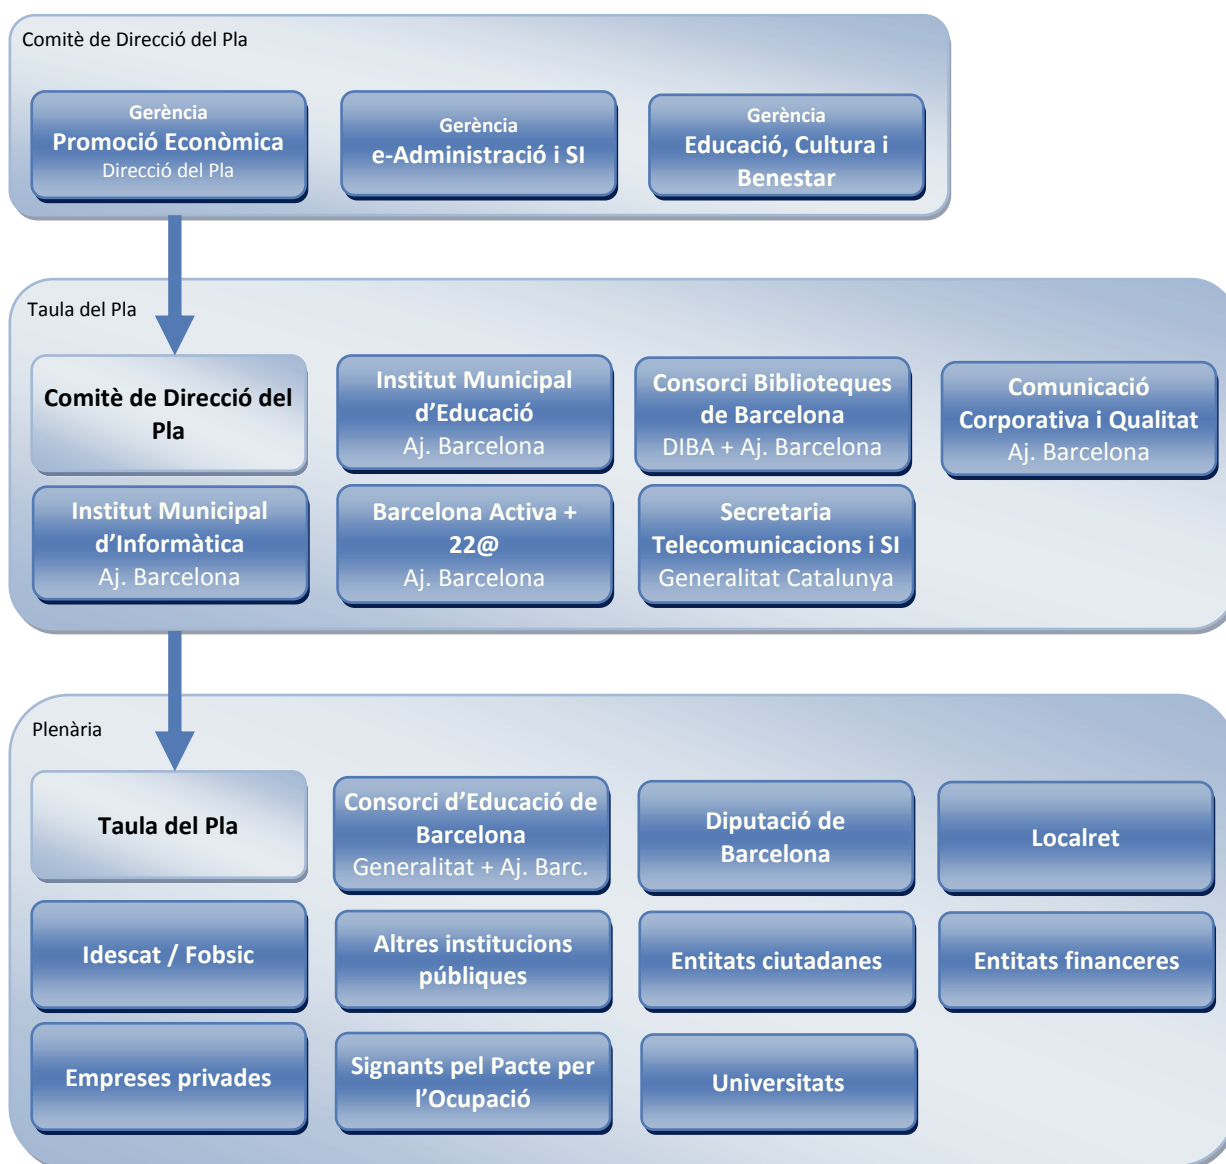 Comitè de Direcció del Pla
Gerència
Promoció Econòmica
Direcció del Pla
Gerència
e-Administració i SI
Gerència
Educació, Cultura i
Benestar
Taula del Pla
Comitè de Direcció del
Pla
Institut Municipal
d’Educació
Aj. Barcelona
Consorci Biblioteques
de Barcelona
DIBA + Aj. Barcelona
Comunicació
Corporativa i Qualitat
Aj. Barcelona
Institut Municipal
d’Informàtica
Aj. Barcelona
Barcelona Activa +
22@
Aj. Barcelona
Secretaria
Telecomunicacions i SI
Generalitat Catalunya
Plenària
Taula del Pla
Consorci d’Educació de
Barcelona
Generalitat + Aj. Barc.
Diputació de
Barcelona
Localret
Idescat / Fobsic
Altres institucions
públiques
Entitats ciutadanes
Entitats financeres
Empreses privades
Signants pel Pacte per
l’Ocupació
Universitats